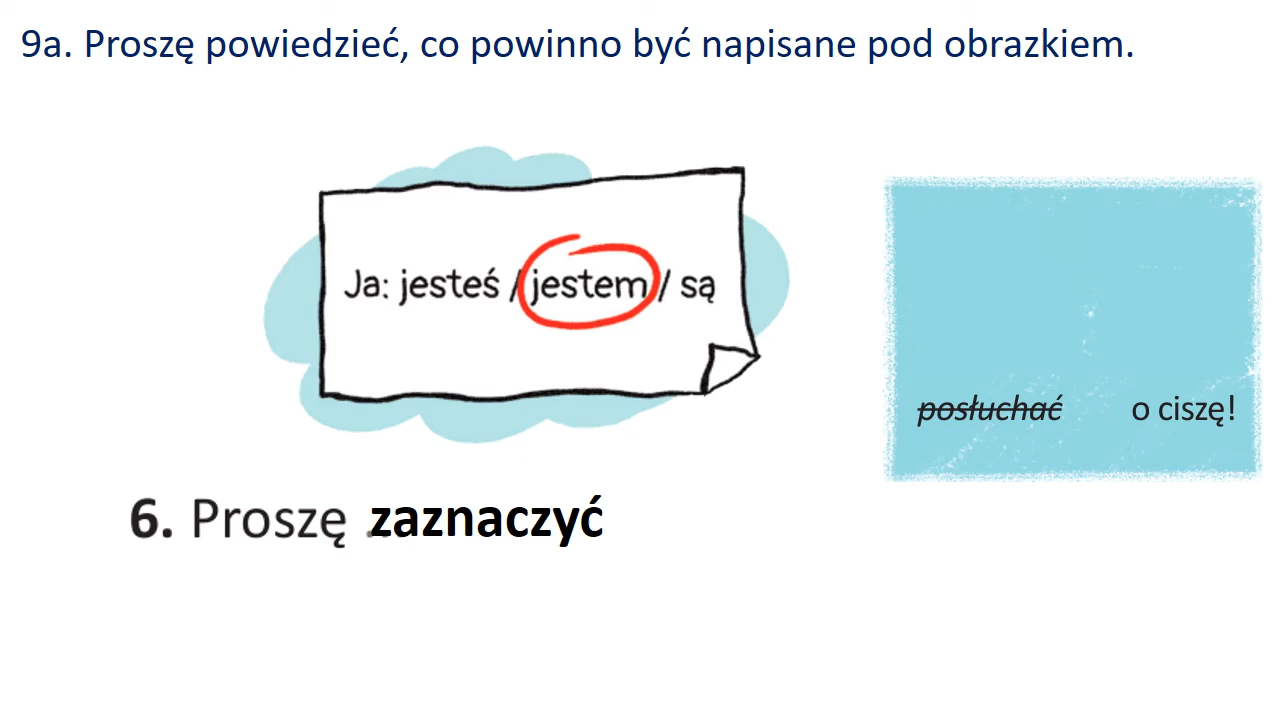 9a. Proszę powiedzieć, co powinno być napisane pod obrazkiem.
Ja: jesteś / jestem / są
posłuchać o ciszę!
6. Proszę zaznaczyć